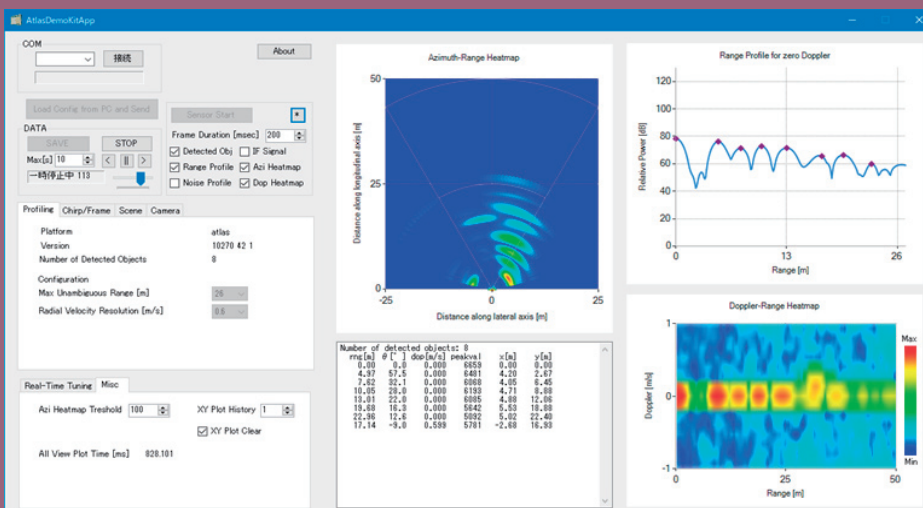 AtlasDemoKitApp
COM
接続
About
Load Config from PC and Send
DATA
SAVE
STOP
Max[s] 10
< || >
一時停止中 113
Sensor Start
*
Frame Duration [msec] 200
Detected Obj
IF Signal
Range Profile
Azi Heatmap
Noise Profile
Dop Heatmap
Profiling
Chirp/Frame
Scene
Camera
Platform atlas
Version 10270 42 1
Number of Detected Objects 8
Configuration
Max Unambiguous Range [m] 26
Radial Velocity Resolution [m/s] 0.6
Real-Time Tuning
Misc
Azi Heatmap Treshold 100
XY Plot History 1
XY Plot Clear
All View Plot Time [ms] 828.101
Azimuth-Range Heatmap
Distance along longitudinal axis [m]
50
25
0
-25 0 25
Distance along lateral axis [m]
Number of detected objects: 8
rng[m] θ[°] dop[m/s] peakval x[m] y[m]
0.00 0.0 0.000 6659 0.00 0.00
4.97 57.5 0.000 6481 4.20 2.67
7.62 32.1 0.000 6068 4.05 6.45
10.05 28.0 0.000 6193 4.71 8.88
13.01 22.0 0.000 6085 4.88 12.06
19.68 16.3 0.000 5642 5.53 18.88
22.96 12.6 0.000 5092 5.02 22.40
17.14 -9.0 0.599 5781 -2.68 16.93
Range Profile for zero Doppler
Relative Power [dB]
120
100
80
60
40
20
0
0 13 26
Range [m]
Doppler-Range Heatmap
Doppler [m/s]
1
0
-1
0 25 50
Range [m]
Max
Min